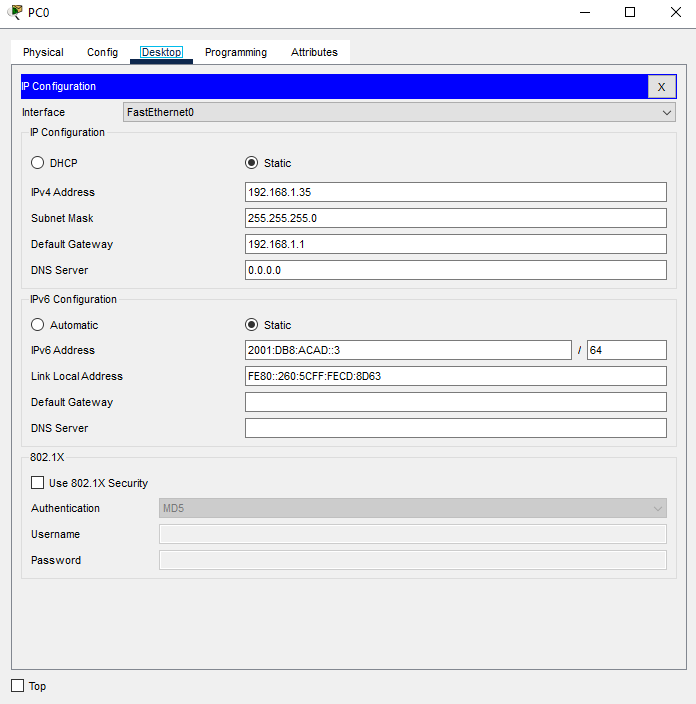 PC0
Physical Config Desktop Programming Attributes
IP Configuration X
Interface FastEthernet0
IP Configuration
DHCP Static
IPv4 Address 192.168.1.35
Subnet Mask 255.255.255.0
Default Gateway 192.168.1.1
DNS Server 0.0.0.0
IPv6 Configuration
Automatic Static
IPv6 Address 2001:DB8:ACAD::3 / 64
Link Local Address FE80::260:5CFF:FECD:8D63
Default Gateway
DNS Server
802.1X
Use 802.1X Security
Authentication MD5
Username
Password
Top